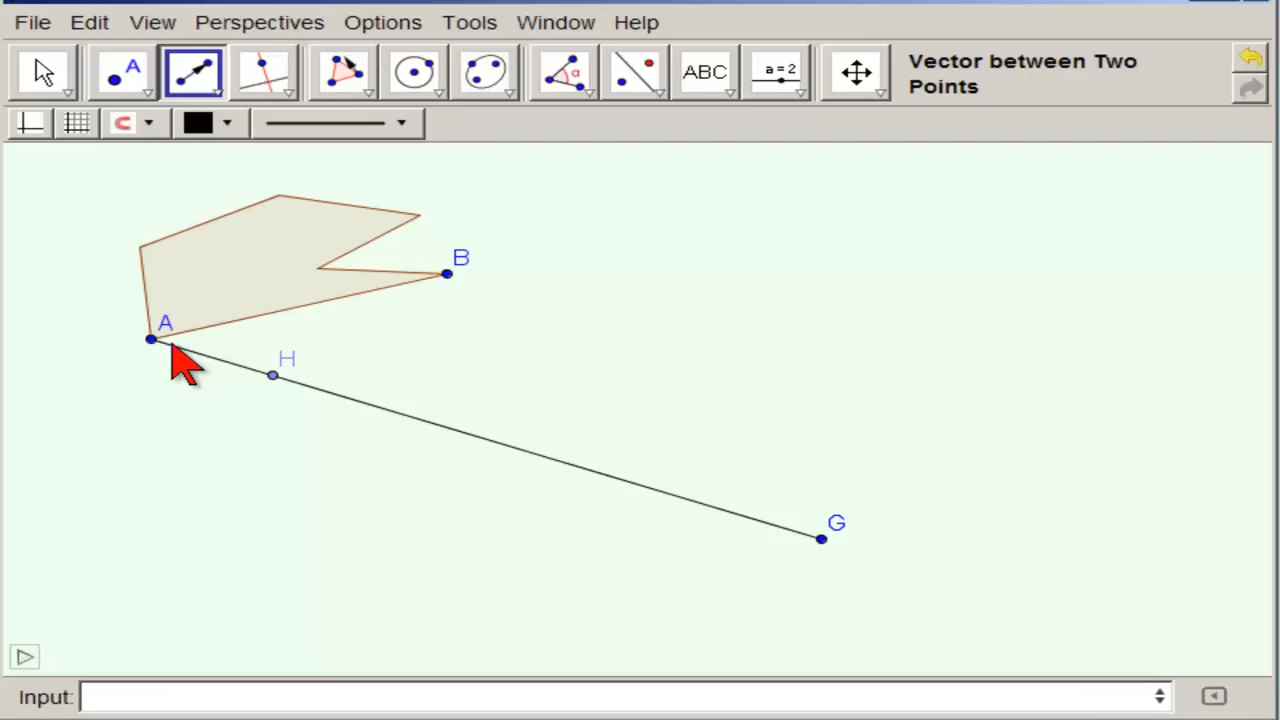 File Edit View Perspectives Options Tools Window Help
A ABC a=2 Vector between Two
α Points
B
A
H
G
Input: